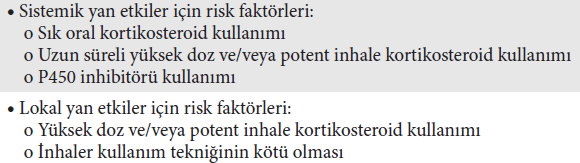 • Sistemik yan etkiler için risk faktörleri:
o Sık oral kortikosteroid kullanımı
o Uzun süreli yüksek doz ve/veya potent inhale kortikosteroid kullanımı
o P450 inhibitörü kullanımı
• Lokal yan etkiler için risk faktörleri:
o Yüksek doz ve/veya potent inhale kortikosteroid kullanımı
o İnhaler kullanım tekniğinin kötü olması